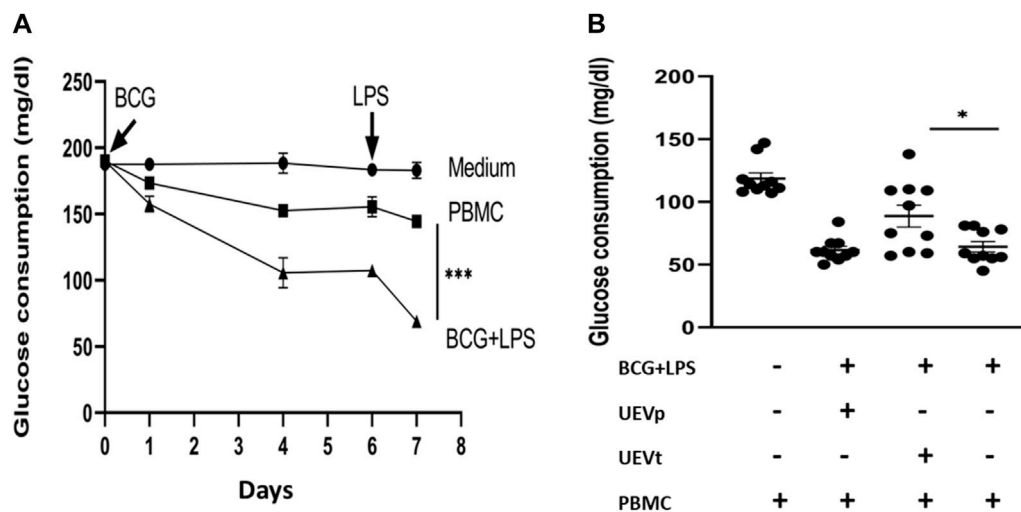 A
Glucose consumption (mg/dl)
250
200
150
100
50
0
BCG
LPS
Medium
PBMC
***
BCG+LPS
0 1 2 3 4 5 6 7 8
Days
B
Glucose consumption (mg/dl)
200
150
100
50
0
*
BCG+LPS - + + +
UEVp - + - -
UEVt - - + -
PBMC + + + +